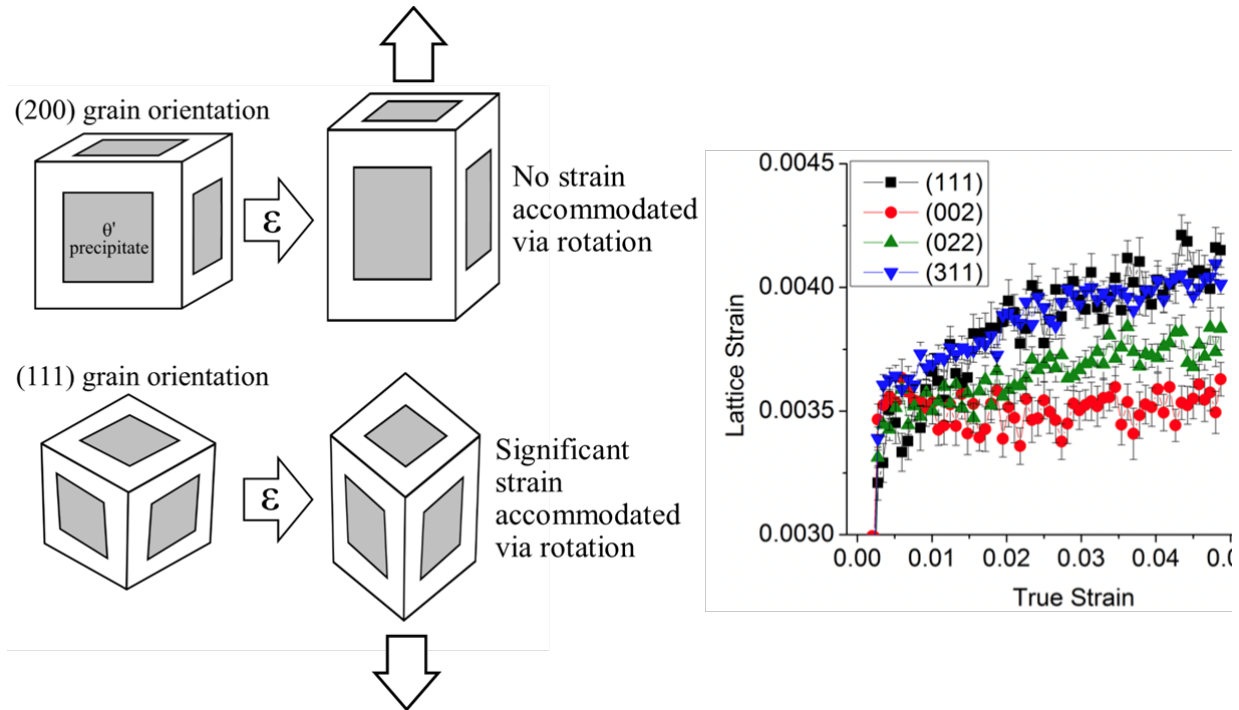 (200) grain orientation
θ'
precipitate
ε
No strain
accommodated
via rotation
(111) grain orientation
ε
Significant
strain
accommodated
via rotation
0.0045
0.0040
0.0035
0.0030
Lattice Strain
(111)
(002)
(022)
(311)
0.00 0.01 0.02 0.03 0.04 0.0
True Strain